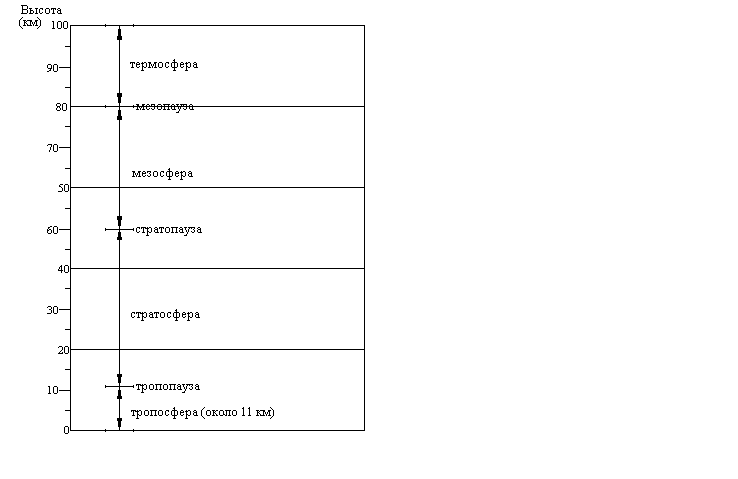 Высота
(км)
100
термосфера
90
80
мезопауза
70
мезосфера
50
60
стратопауза
40
30
стратосфера
20
тропопауза
10
тропосфера (около 11 км)
0